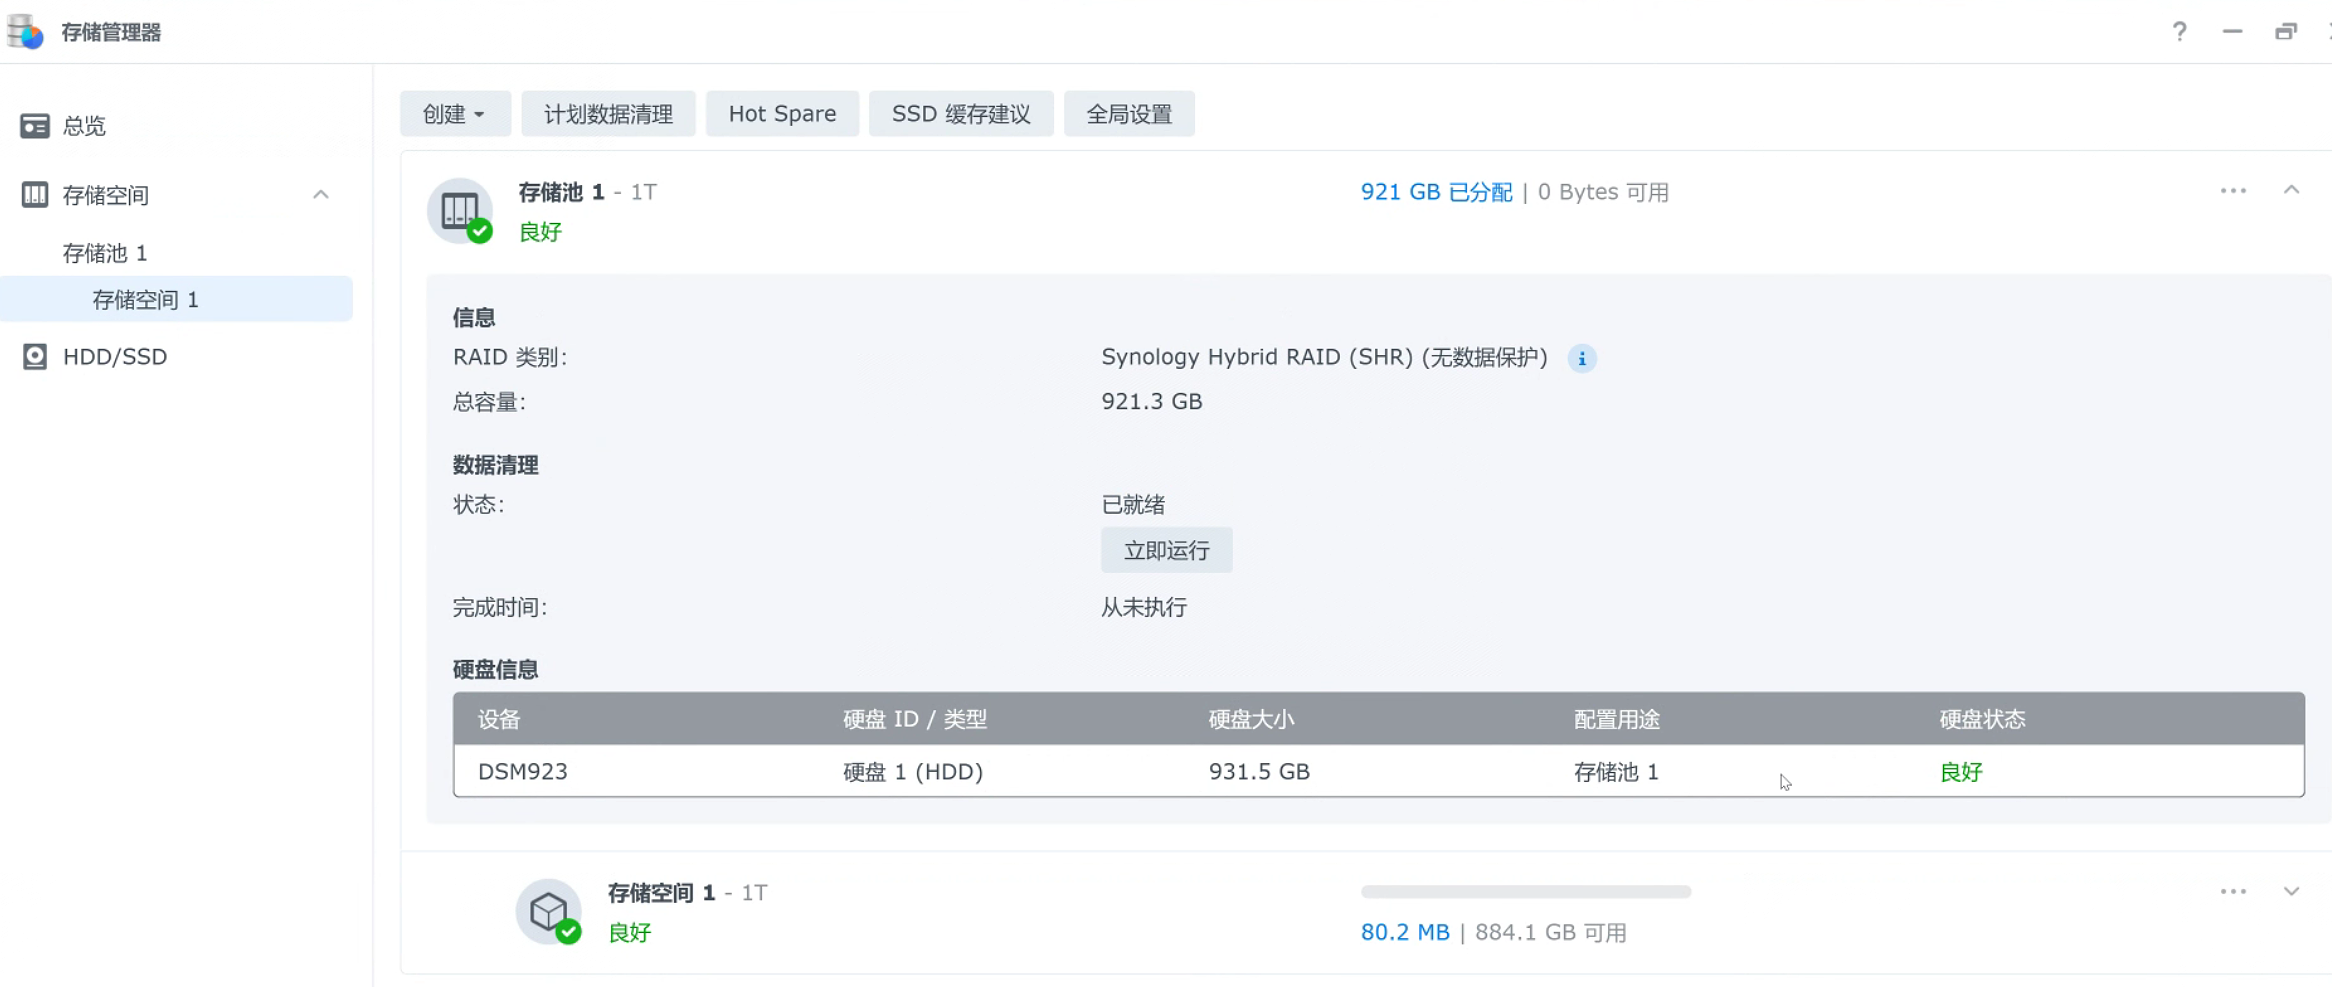 存储管理器
总览
存储空间
存储池 1
存储空间 1
HDD/SSD
创建 计划数据清理 Hot Spare SSD 缓存建议 全局设置
存储池 1 - 1T 921 GB 已分配 | 0 Bytes 可用
良好
信息
RAID 类别： Synology Hybrid RAID (SHR) (无数据保护)
总容量： 921.3 GB
数据清理
状态： 已就绪
立即运行
完成时间： 从未执行
硬盘信息
设备 硬盘 ID / 类型 硬盘大小 配置用途 硬盘状态
DSM923 硬盘 1 (HDD) 931.5 GB 存储池 1 良好
存储空间 1 - 1T
良好 80.2 MB | 884.1 GB 可用